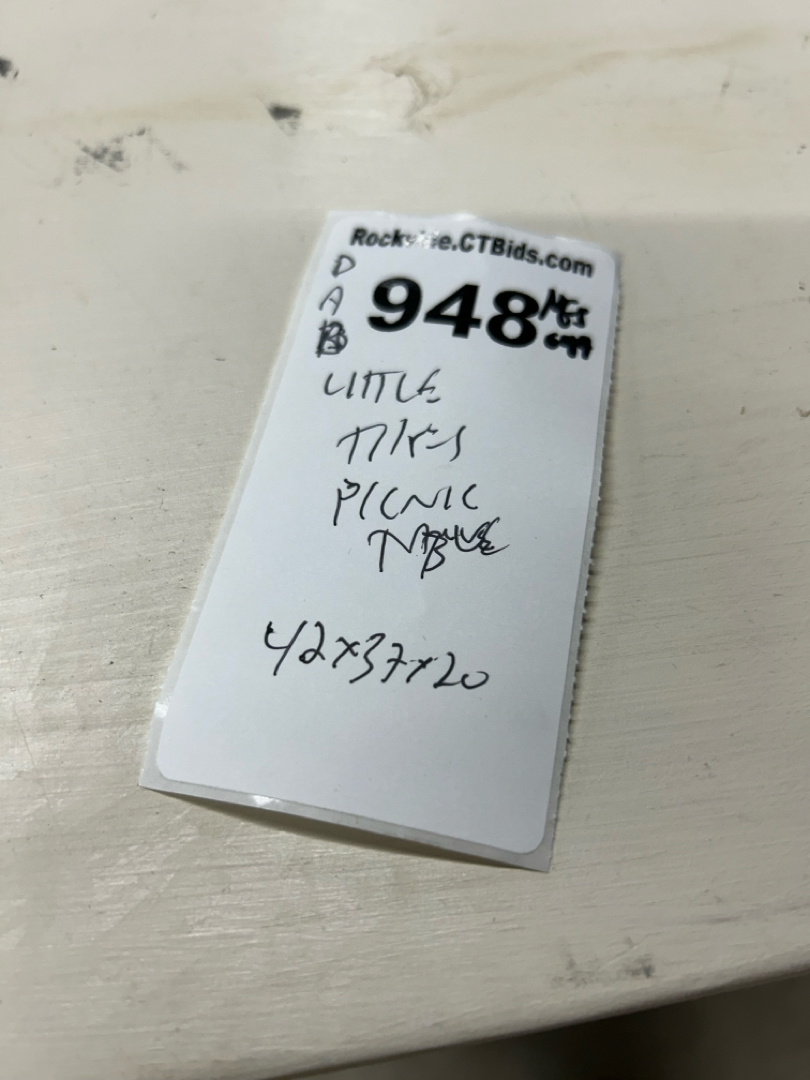 Rockville.CTBids.com
D
A
B
948
LITTLE
TIKES
PICNIC
TABLE
42x37x20